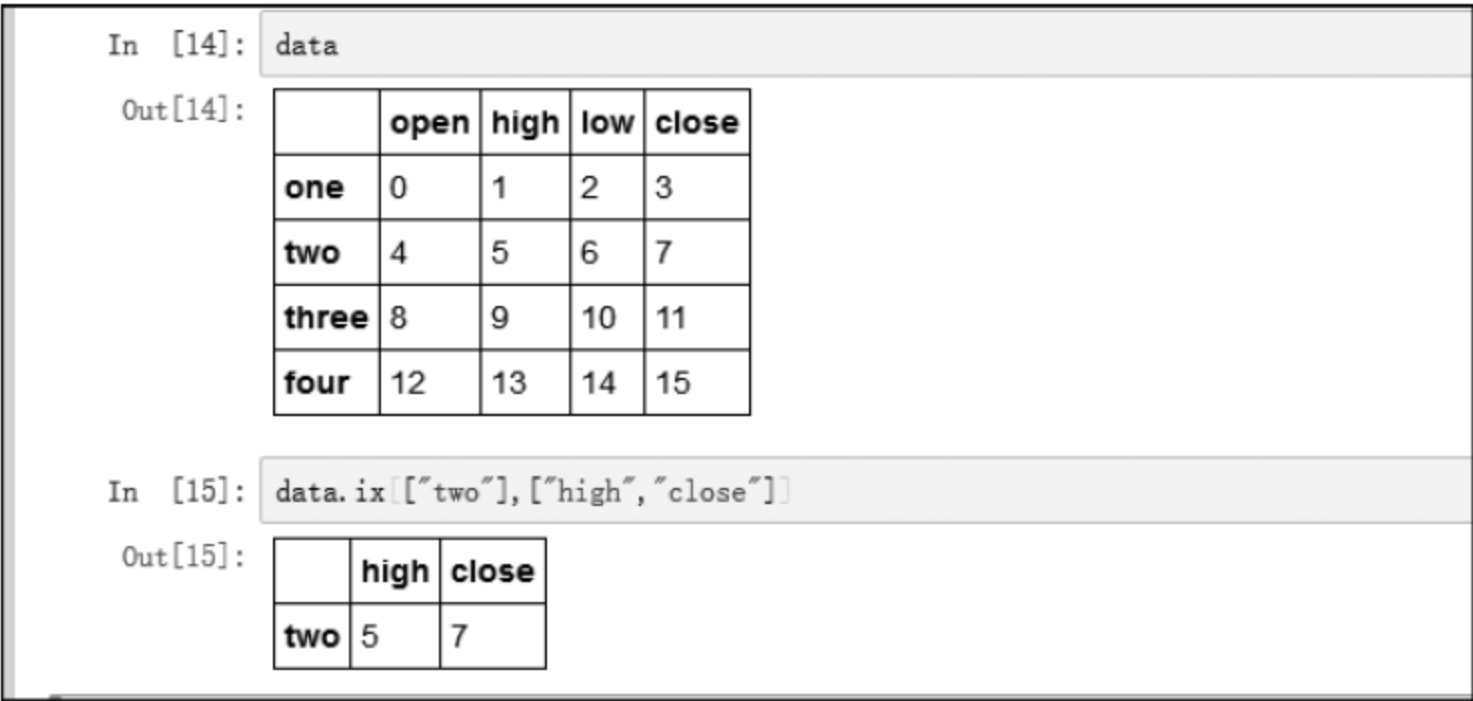 In [14]: data
Out[14]:
open high low close
one 0 1 2 3
two 4 5 6 7
three 8 9 10 11
four 12 13 14 15
In [15]: data.ix[["two"],["high","close"]]
Out[15]:
high close
two 5 7